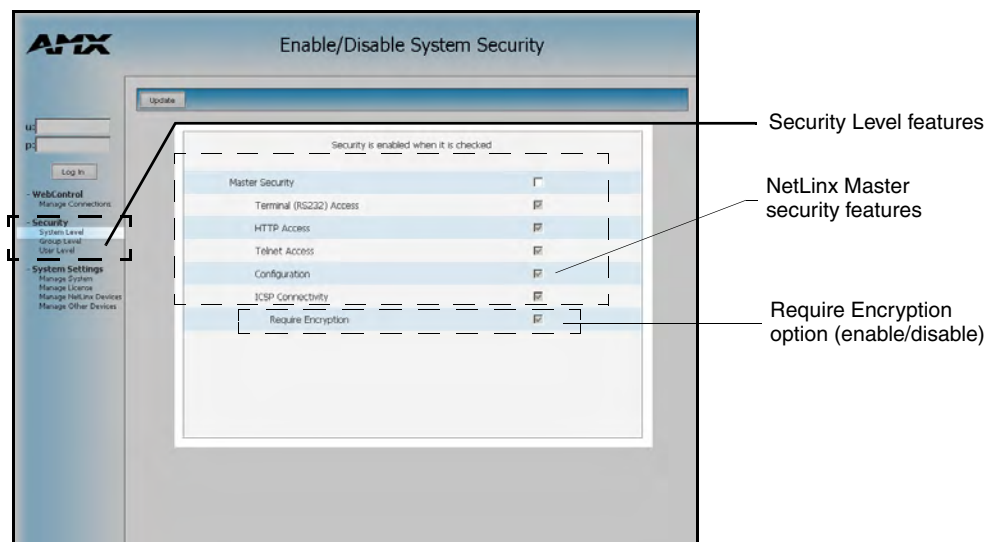 AMX
Enable/Disable System Security
Update
u:
p:
Log In
- WebControl
Manage Connections
- Security
System Level
Group Level
User Level
- System Settings
Manage System
Manage License
Manage NetLinx Devices
Manage Other Devices
Security is enabled when it is checked
Master Security
Terminal (RS232) Access
HTTP Access
Telnet Access
Configuration
ICSP Connectivity
Require Encryption
Security Level features
NetLinx Master
security features
Require Encryption
option (enable/disable)